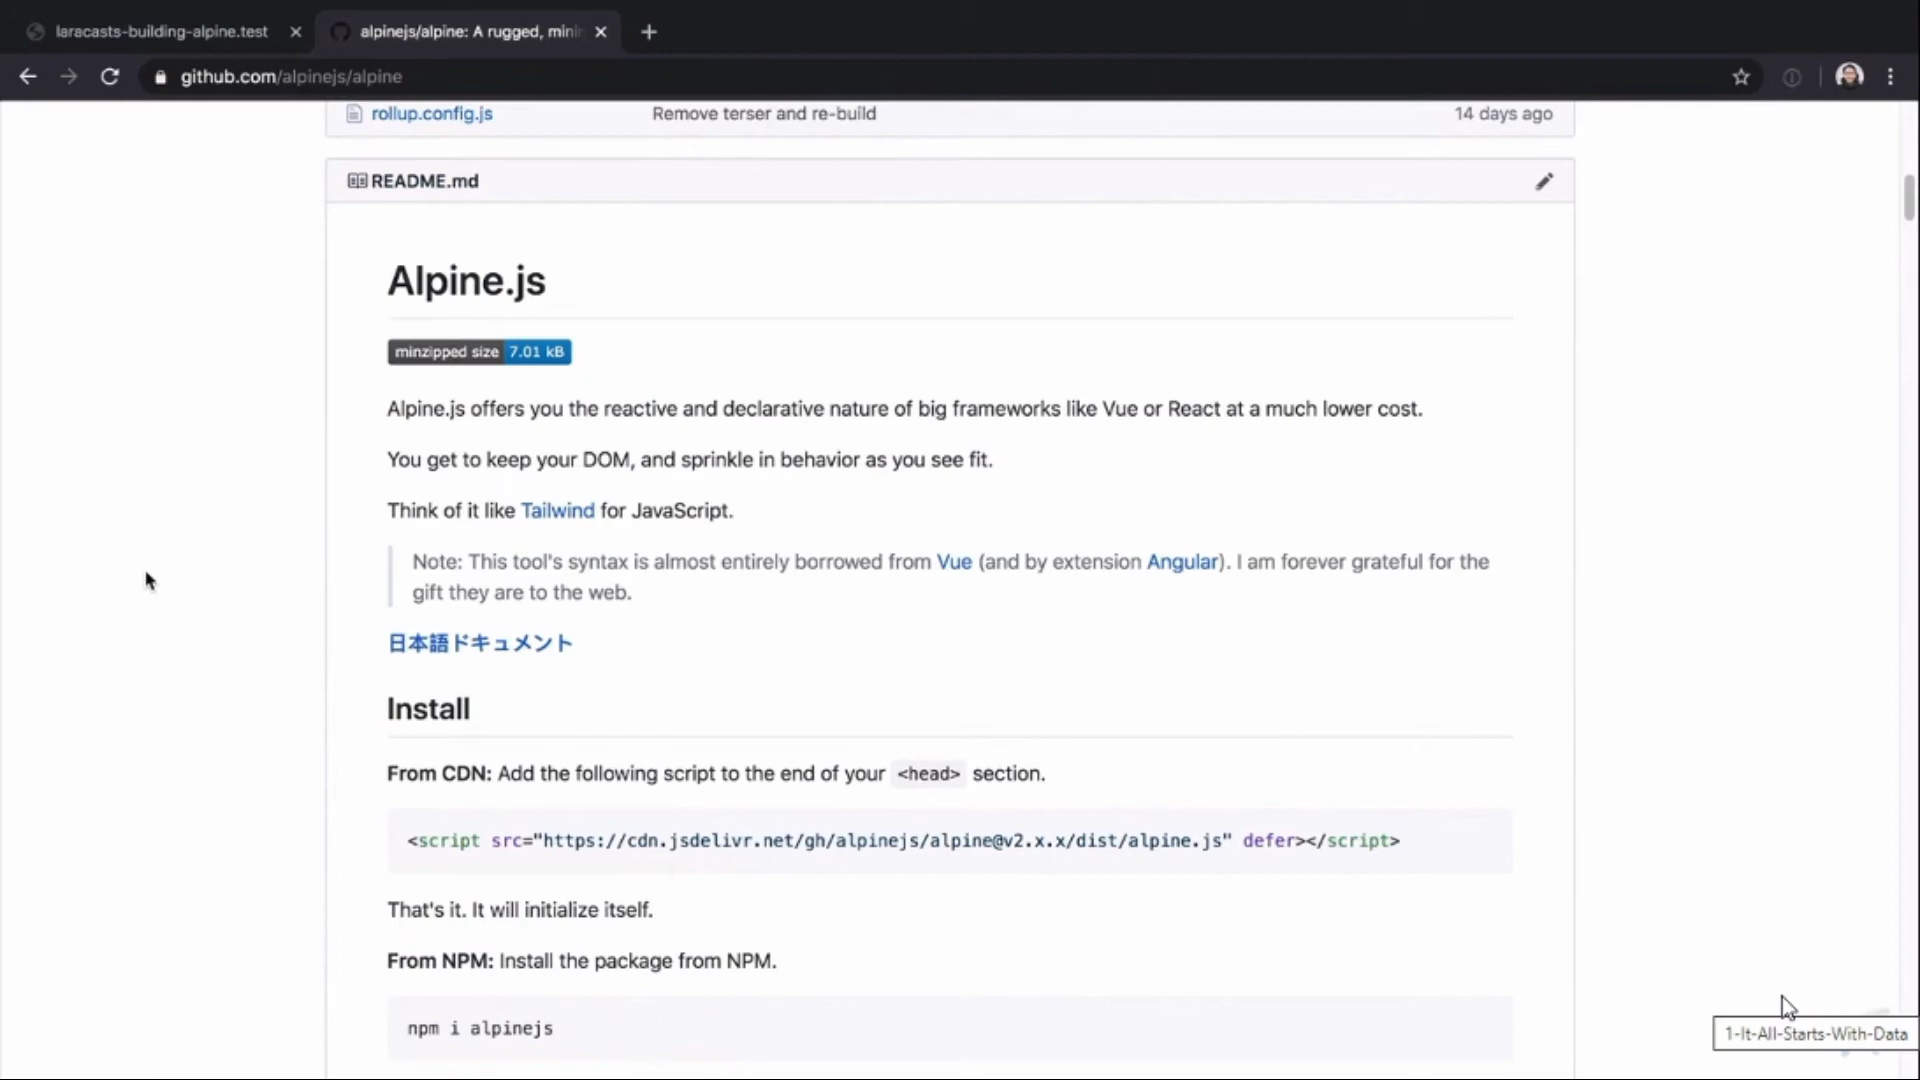 laracasts-building-alpine.test
alpinejs/alpine: A rugged, mini
github.com/alpinejs/alpine
rollup.config.js Remove terser and re-build 14 days ago
README.md
Alpine.js
minzipped size 7.01 kB
Alpine.js offers you the reactive and declarative nature of big frameworks like Vue or React at a much lower cost.
You get to keep your DOM, and sprinkle in behavior as you see fit.
Think of it like Tailwind for JavaScript.
Note: This tool's syntax is almost entirely borrowed from Vue (and by extension Angular). I am forever grateful for the
gift they are to the web.
日本語ドキュメント
Install
From CDN: Add the following script to the end of your <head> section.
<script src="https://cdn.jsdelivr.net/gh/alpinejs/alpine@v2.x.x/dist/alpine.js" defer></script>
That's it. It will initialize itself.
From NPM: Install the package from NPM.
npm i alpinejs
1-It-All-Starts-With-Data